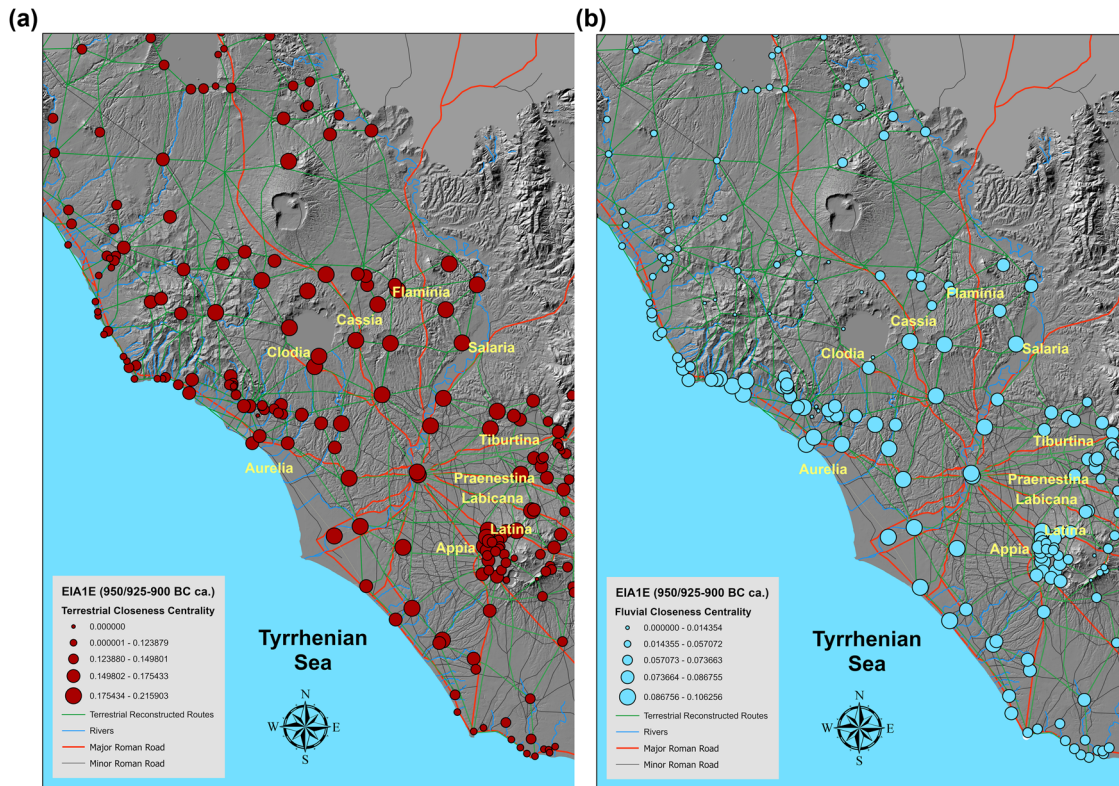 (a)
Flaminia
Cassia
Clodia
Salaria
Tiburtina
Aurelia
Praenestina
Labicana
Latina
Appia
EIA1E (950/925-900 BC ca.)
Terrestrial Closeness Centrality
0.000000
0.000001 - 0.123879
0.123880 - 0.149801
0.149802 - 0.175433
0.175434 - 0.215903
Terrestrial Reconstructed Routes
Rivers
Major Roman Road
Minor Roman Road
Tyrrhenian
Sea
N
W E
S
(b)
Flaminia
Cassia
Clodia
Salaria
Tiburtina
Aurelia
Praenestina
Labicana
Latina
Appia
EIA1E (950/925-900 BC ca.)
Fluvial Closeness Centrality
0.000000 - 0.014354
0.014355 - 0.057072
0.057073 - 0.073663
0.073664 - 0.086755
0.086756 - 0.106256
Terrestrial Reconstructed Routes
Rivers
Major Roman Road
Minor Roman Road
Tyrrhenian
Sea
N
W E
S